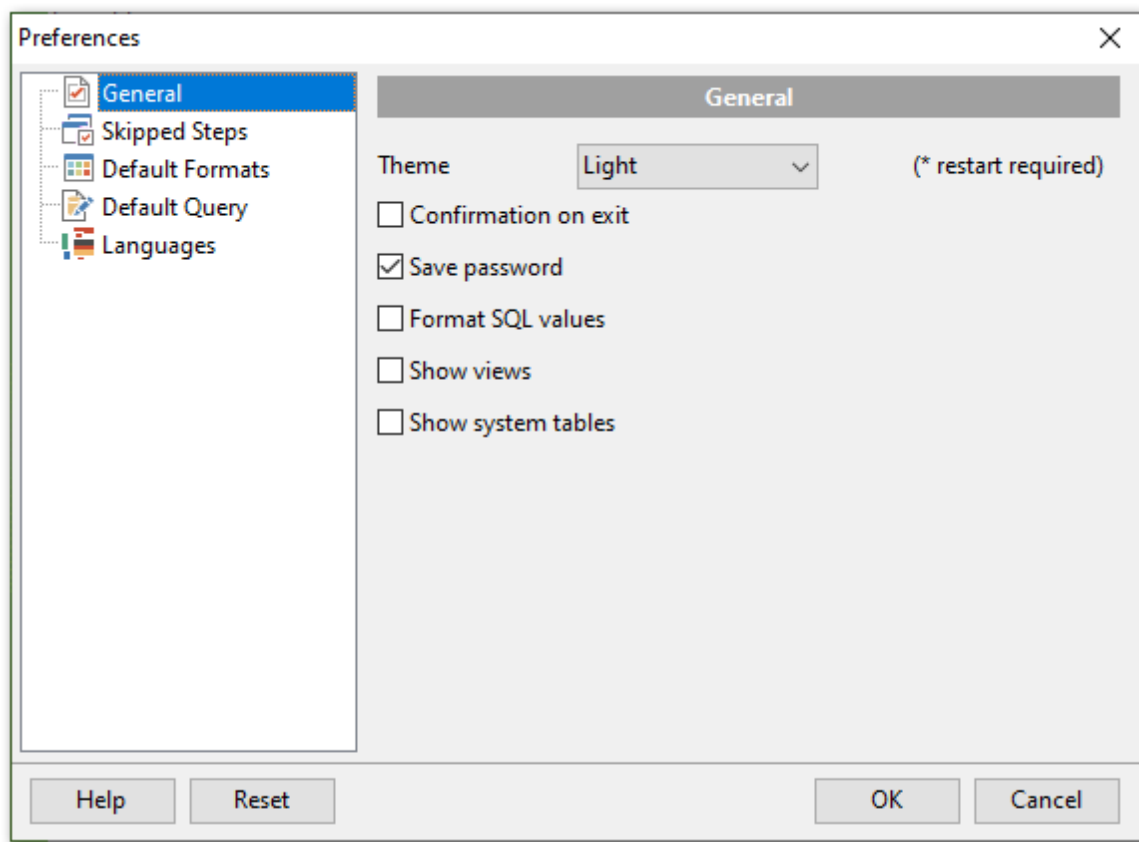 Preferences
General
Skipped Steps
Default Formats
Default Query
Languages
General
Theme Light (* restart required)
Confirmation on exit
Save password
Format SQL values
Show views
Show system tables
Help Reset OK Cancel